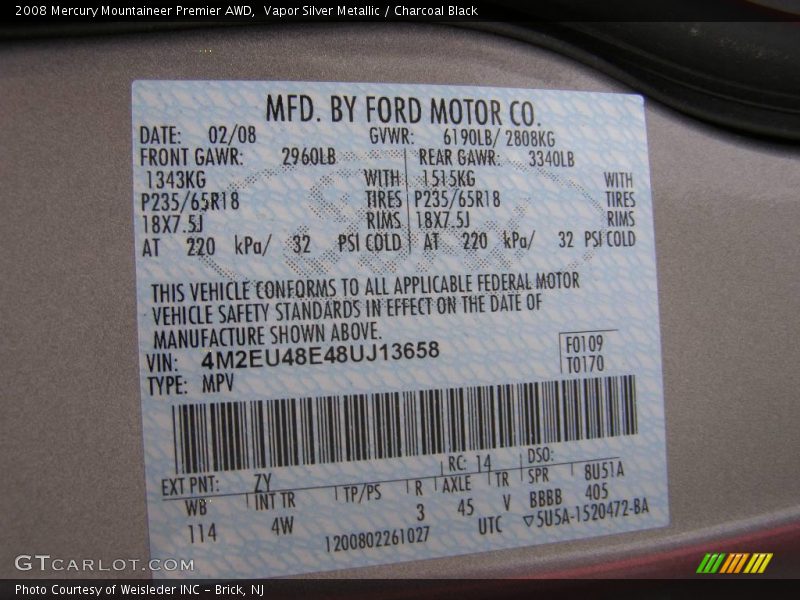 2008 Mercury Mountaineer Premier AWD,  Vapor Silver Metallic / Charcoal Black
MFD. BY FORD MOTOR CO.
DATE: 02/08 GVWR: 6190LB/ 2808KG
FRONT GAWR: 2960LB REAR GAWR: 3340LB
1343KG WITH 1515KG WITH
P235/65R18 TIRES P235/65R18 TIRES
18X7.5J RIMS 18X7.5J RIMS
AT 220 kPa/ 32 PSI COLD AT 220 kPa/ 32 PSI COLD
THIS VEHICLE CONFORMS TO ALL APPLICABLE FEDERAL MOTOR
VEHICLE SAFETY STANDARDS IN EFFECT ON THE DATE OF
MANUFACTURE SHOWN ABOVE.
VIN: 4M2EU48E48UJ13658 F0109
TYPE: MPV T0170
EXT PNT: ZY RC: 14 DSO:
WB INT TR TP/PS R AXLE TR SPR 8U51A
114 4W 3 45 V BBBB 405
1200802261027 UTC ▽5U5A-1520472-BA
GTCARLOT.COM
Photo Courtesy of Weisleder INC - Brick, NJ